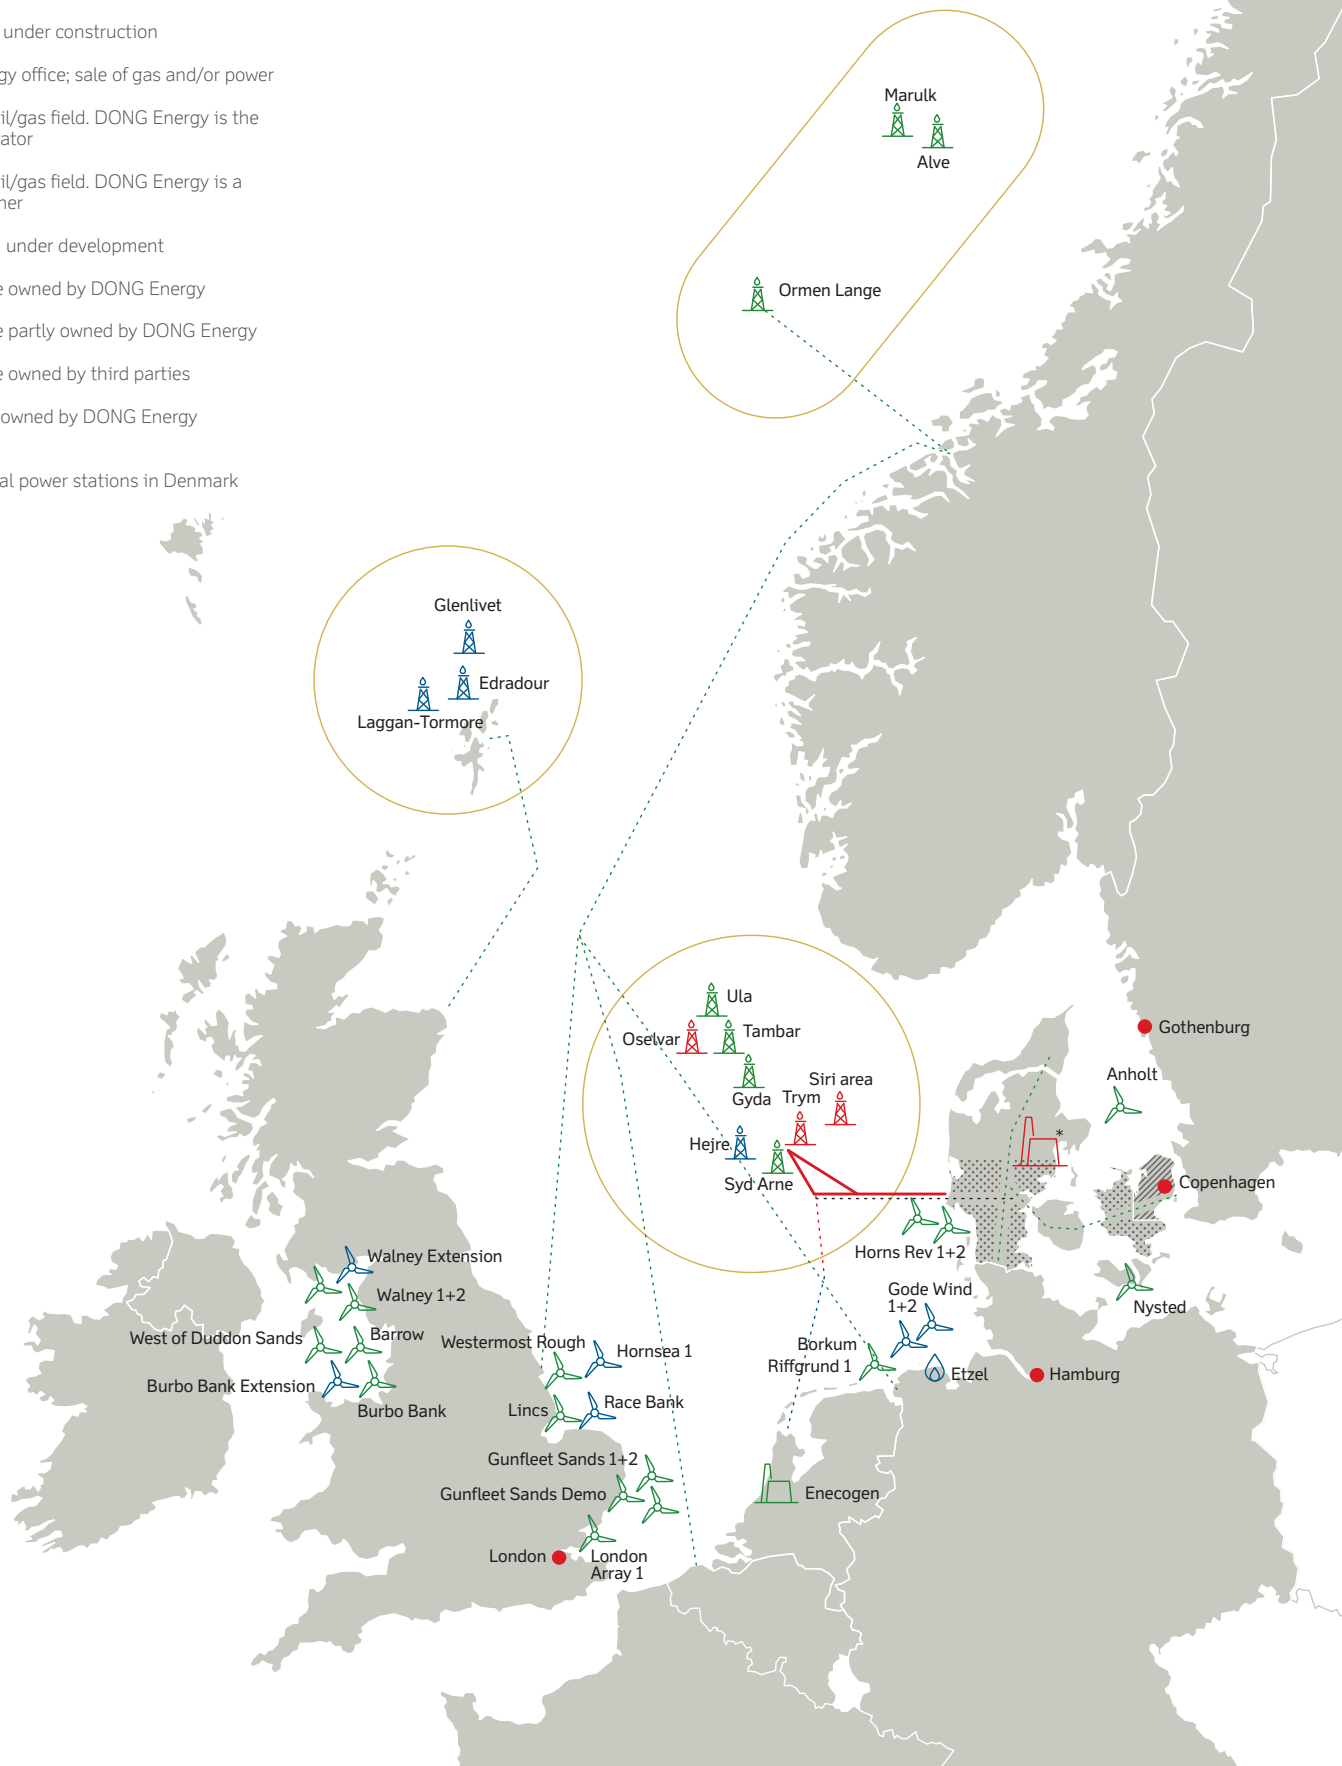 under construction
gy office; sale of gas and/or power
il/gas field. DONG Energy is the
ator
il/gas field. DONG Energy is a
ner
under development
e owned by DONG Energy
e partly owned by DONG Energy
e owned by third parties
owned by DONG Energy
al power stations in Denmark
Marulk
Alve
Ormen Lange
Glenlivet
Edradour
Laggan-Tormore
Ula
Oselvar
Tambar
Gyda
Trym
Siri area
Hejre
Syd Arne
Gothenburg
Anholt
*
Copenhagen
Horns Rev 1+2
Nysted
Gode Wind
1+2
Borkum
Riffgrund 1
Etzel
Hamburg
Walney Extension
Walney 1+2
West of Duddon Sands
Barrow
Burbo Bank Extension
Burbo Bank
Westermost Rough
Hornsea 1
Lincs
Race Bank
Gunfleet Sands 1+2
Gunfleet Sands Demo
Enecogen
London
London
Array 1